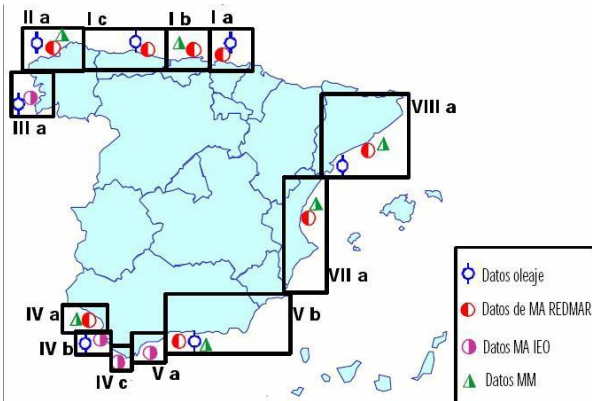 II a
I c
I b
I a
III a
VIII a
VII a
IV a
V b
IV b
IV c
V a
Datos oleaje
Datos de MA REDMAR
Datos MA IEO
Datos MM